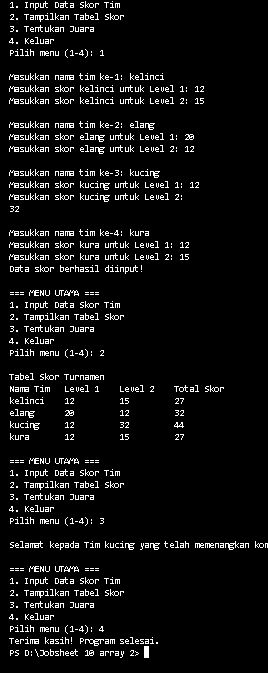 1. Input Data Skor Tim
2. Tampilkan Tabel Skor
3. Tentukan Juara
4. Keluar
Pilih menu (1-4): 1
Masukkan nama tim ke-1: kelinci
Masukkan skor kelinci untuk Level 1: 12
Masukkan skor kelinci untuk Level 2: 15
Masukkan nama tim ke-2: elang
Masukkan skor elang untuk Level 1: 20
Masukkan skor elang untuk Level 2: 12
Masukkan nama tim ke-3: kucing
Masukkan skor kucing untuk Level 1: 12
Masukkan skor kucing untuk Level 2:
32
Masukkan nama tim ke-4: kura
Masukkan skor kura untuk Level 1: 12
Masukkan skor kura untuk Level 2: 15
Data skor berhasil diinput!
=== MENU UTAMA ===
1. Input Data Skor Tim
2. Tampilkan Tabel Skor
3. Tentukan Juara
4. Keluar
Pilih menu (1-4): 2
Tabel Skor Turnamen
Nama Tim Level 1 Level 2 Total Skor
kelinci 12 15 27
elang 20 12 32
kucing 12 32 44
kura 12 15 27
=== MENU UTAMA ===
1. Input Data Skor Tim
2. Tampilkan Tabel Skor
3. Tentukan Juara
4. Keluar
Pilih menu (1-4): 3
Selamat kepada Tim kucing yang telah memenangkan kom
=== MENU UTAMA ===
1. Input Data Skor Tim
2. Tampilkan Tabel Skor
3. Tentukan Juara
4. Keluar
Pilih menu (1-4): 4
Terima kasih! Program selesai.
PS D:\Jobsheet 10 array 2>